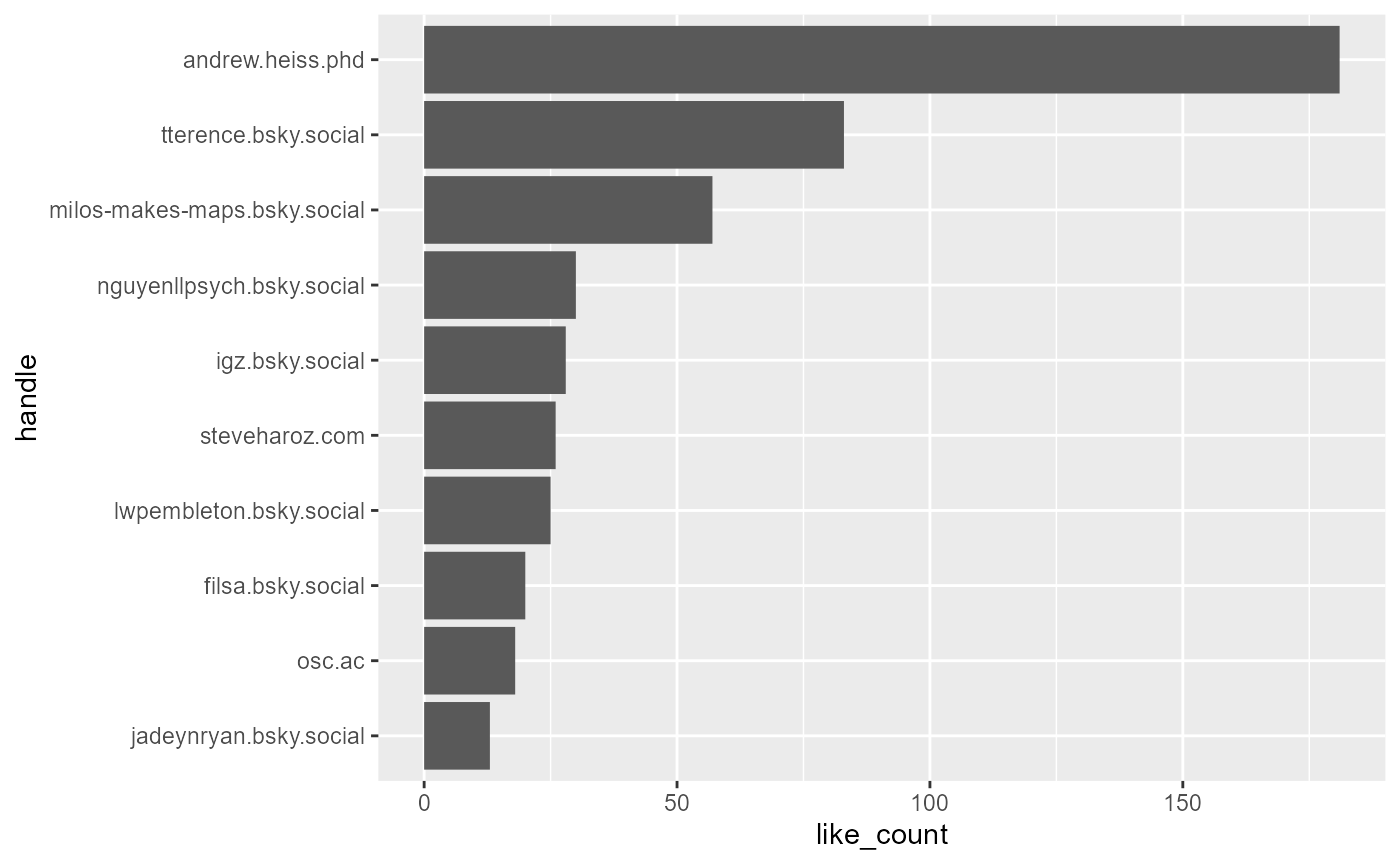 andrew.heiss.phd
tterence.bsky.social
milos-makes-maps.bsky.social
nguyenllpsych.bsky.social
igz.bsky.social
steveharoz.com
lwpembleton.bsky.social
filsa.bsky.social
osc.ac
jadeynryan.bsky.social
handle
0 50 100 150
like_count